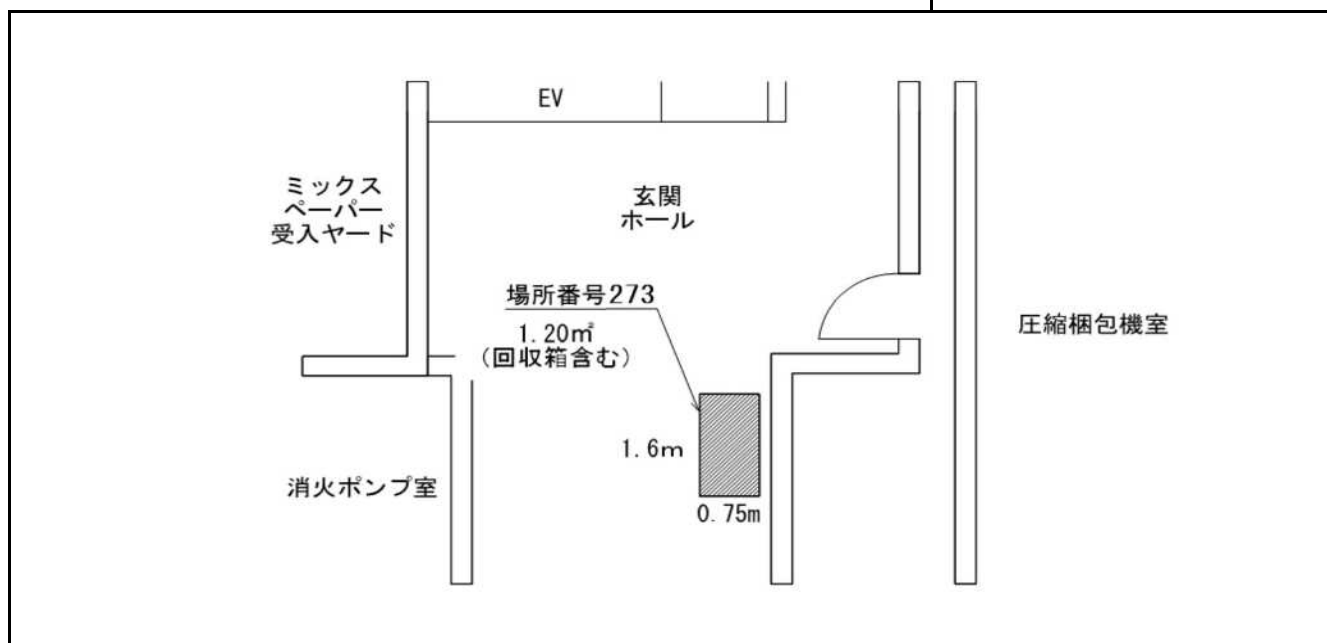 EV
ミックス
ペーパー
受入ヤード
玄関
ホール
場所番号273
1.20㎡
(回収箱含む)
圧縮梱包機室
1.6m
消火ポンプ室
0.75m